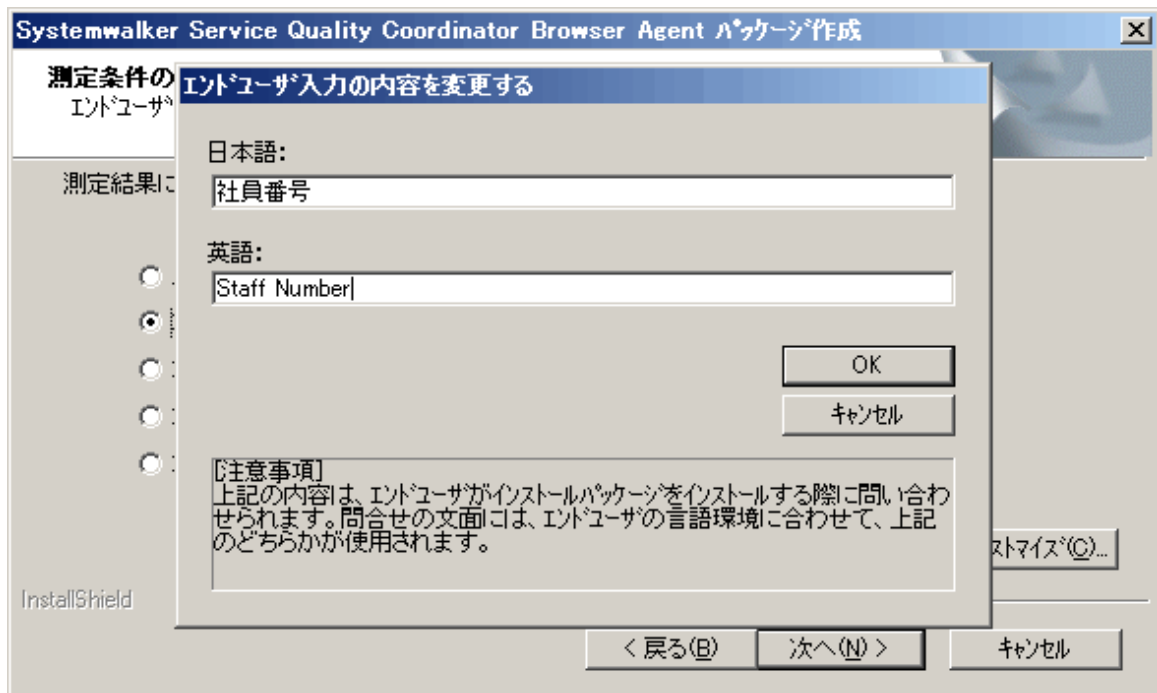 Systemwalker Service Quality Coordinator Browser Agent ﾊﾟｯｹｰｼﾞ作成
測定条件の
ｴﾝﾄﾞﾕｰｻﾞ
測定結果に
ｴﾝﾄﾞﾕｰｻﾞ入力の内容を変更する
日本語:
社員番号
英語:
Staff Number
OK
ｷｬﾝｾﾙ
[注意事項]
上記の内容は、ｴﾝﾄﾞﾕｰｻﾞがｲﾝｽﾄｰﾙﾊﾟｯｹｰｼﾞをｲﾝｽﾄｰﾙする際に問い合わ
せられます。問合せの文面には、ｴﾝﾄﾞﾕｰｻﾞの言語環境に合わせて、上記
のどちらかが使用されます。
ｽﾄﾏｲｽﾞ(C)...
InstallShield
< 戻る(B)
次へ(N) >
ｷｬﾝｾﾙ